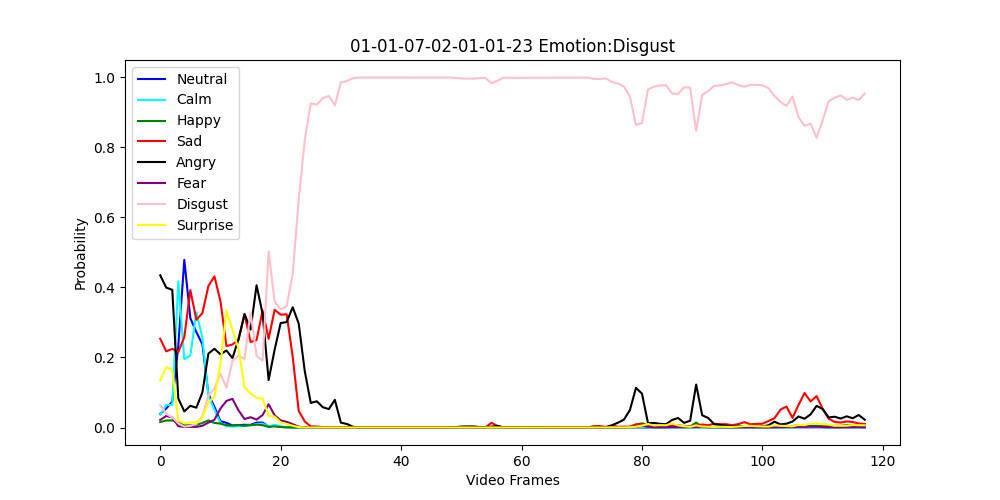 01-01-07-02-01-01-23 Emotion:Disgust
Neutral
Calm
Happy
Sad
Angry
Fear
Disgust
Surprise
Probability
1.0
0.8
0.6
0.4
0.2
0.0
0 20 40 60 80 100 120
Video Frames